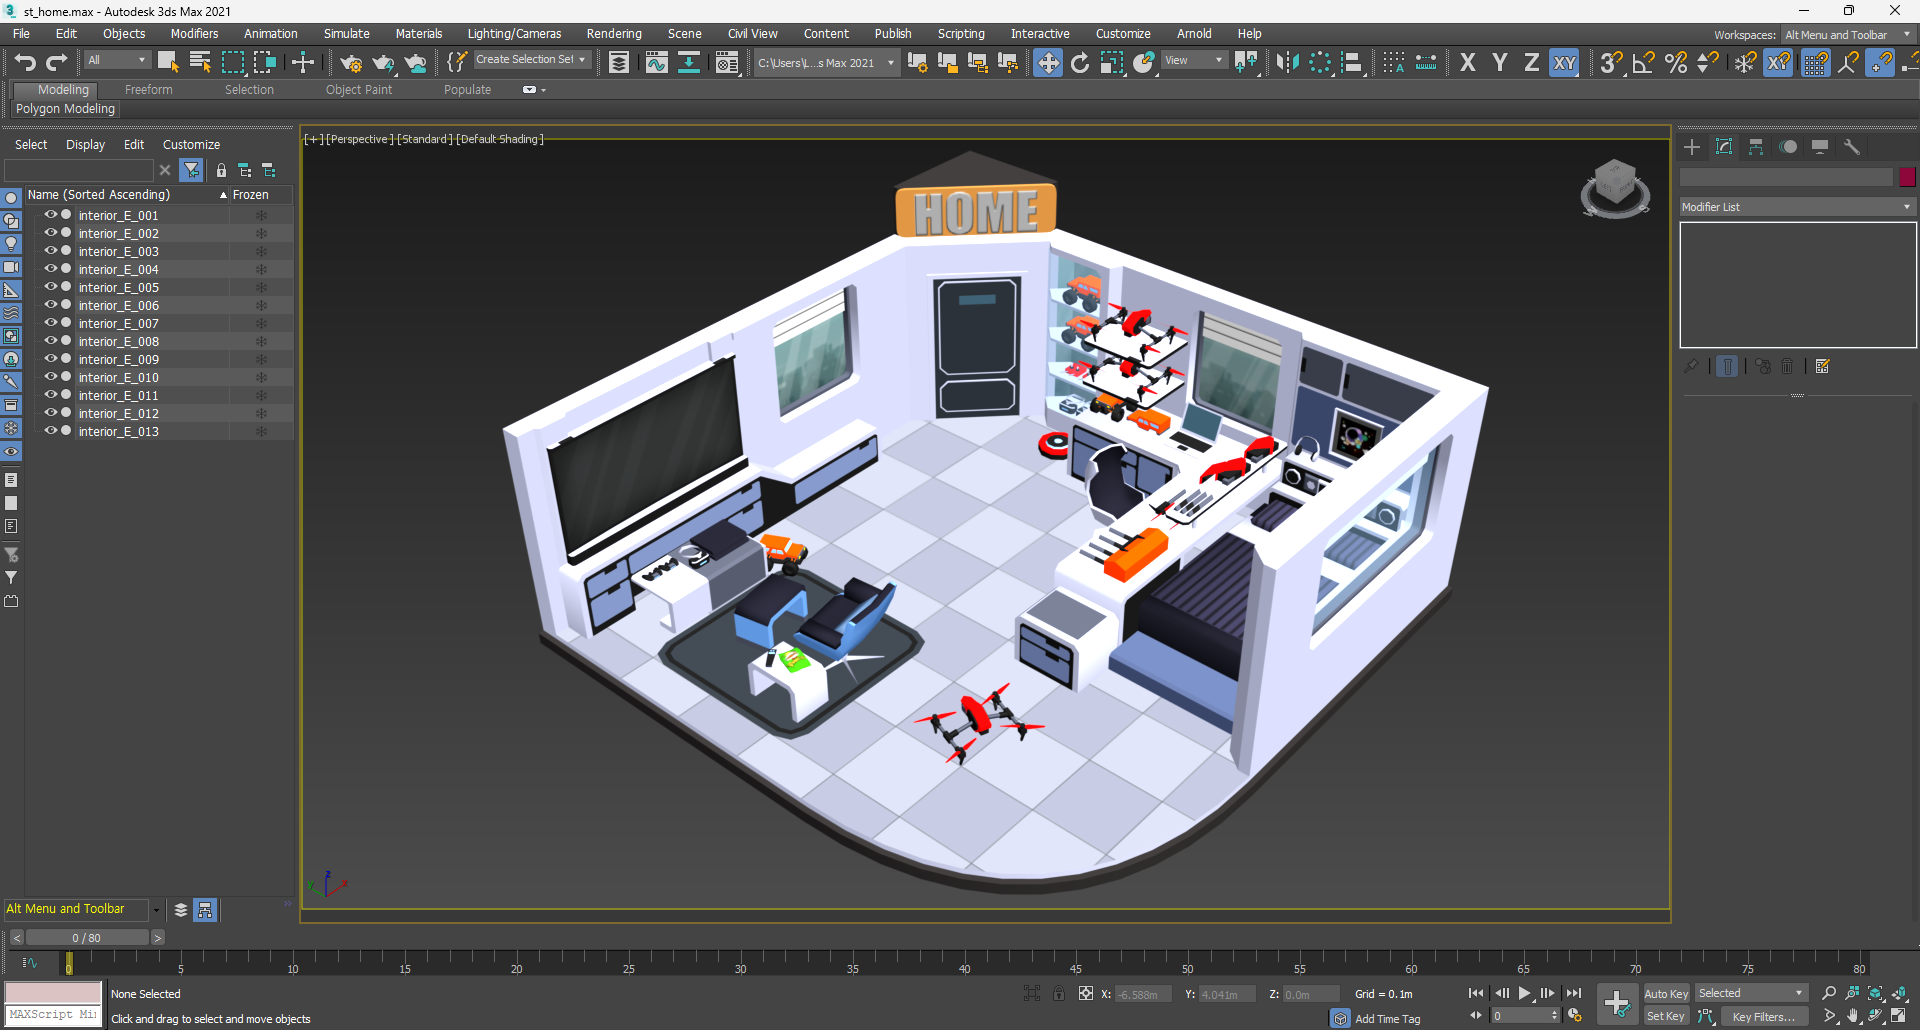 st_home.max - Autodesk 3ds Max 2021
File Edit Objects Modifiers Animation Simulate Materials Lighting/Cameras Rendering Scene Civil View Content Publish Scripting Interactive Customize Arnold Help
Workspaces: Alt Menu and Toolbar
All
Create Selection Set
C:\Users\L...s Max 2021
View
X Y Z XY
Modeling Freeform Selection Object Paint Populate
Polygon Modeling
Select Display Edit Customize
[+] [Perspective] [Standard] [Default Shading]
Name (Sorted Ascending) Frozen
interior_E_001
interior_E_002
interior_E_003
interior_E_004
interior_E_005
interior_E_006
interior_E_007
interior_E_008
interior_E_009
interior_E_010
interior_E_011
interior_E_012
interior_E_013
HOME
Modifier List
Alt Menu and Toolbar
0 / 80
0 5 10 15 20 25 30 35 40 45 50 55 60 65 70 75 80
None Selected
X: -6.588m Y: 4.041m Z: 0.0m Grid = 0.1m
Auto Key Selected
MAXScript Mi
Click and drag to select and move objects
Add Time Tag
0
Set Key Key Filters...